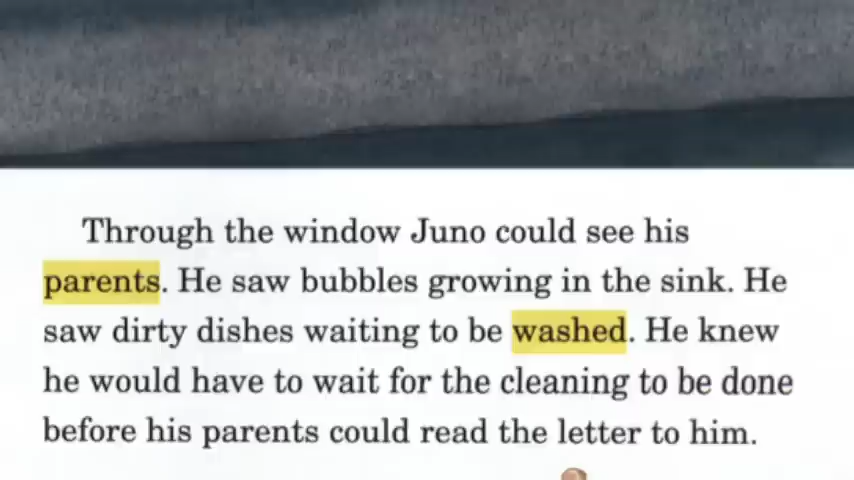 Through the window Juno could see his
parents. He saw bubbles growing in the sink. He
saw dirty dishes waiting to be washed. He knew
he would have to wait for the cleaning to be done
before his parents could read the letter to him.